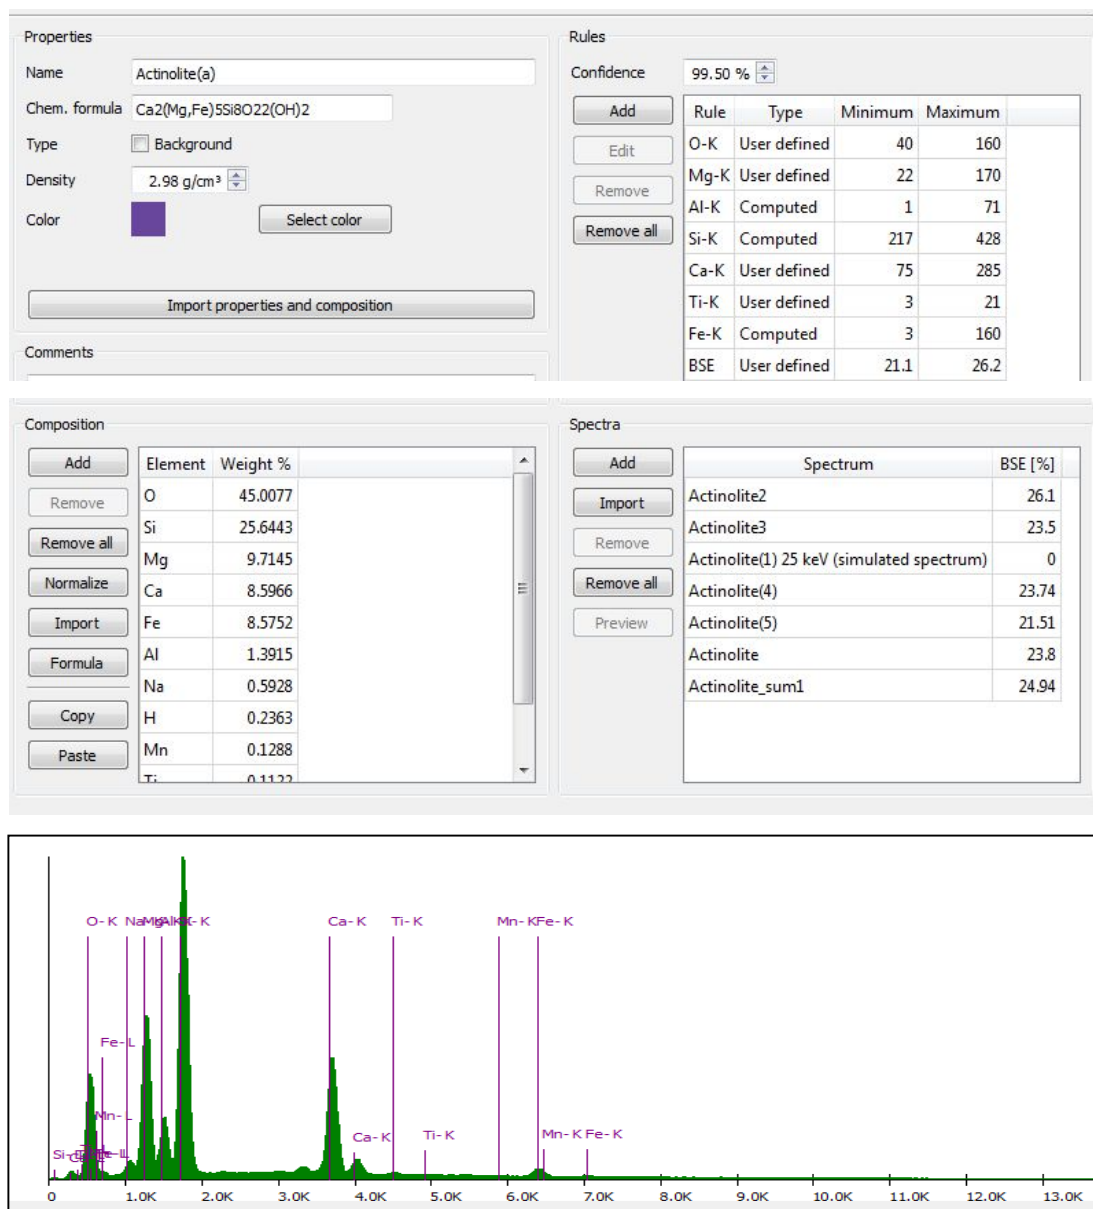 Properties
Name Actinolite(a)
Chem. formula Ca2(Mg,Fe)5Si8O22(OH)2
Type Background
Density 2.98 g/cm³
Color Select color
Import properties and composition
Comments
Rules
Confidence 99.50 %
Add
Edit
Remove
Remove all
Rule Type Minimum Maximum
O-K User defined 40 160
Mg-K User defined 22 170
Al-K Computed 1 71
Si-K Computed 217 428
Ca-K User defined 75 285
Ti-K User defined 3 21
Fe-K Computed 3 160
BSE User defined 21.1 26.2
Composition
Add
Remove
Remove all
Normalize
Import
Formula
Copy
Paste
Element Weight %
O 45.0077
Si 25.6443
Mg 9.7145
Ca 8.5966
Fe 8.5752
Al 1.3915
Na 0.5928
H 0.2363
Mn 0.1288
Ti 0.1122
Spectra
Add
Import
Remove
Remove all
Preview
Spectrum BSE [%]
Actinolite2 26.1
Actinolite3 23.5
Actinolite(1) 25 keV (simulated spectrum) 0
Actinolite(4) 23.74
Actinolite(5) 21.51
Actinolite 23.8
Actinolite_sum1 24.94
O-K Ca-K Ti-K Mn-K Fe-K
Fe-L
Mn-L
Ca-K Ti-K Mn-K Fe-K
0 1.0K 2.0K 3.0K 4.0K 5.0K 6.0K 7.0K 8.0K 9.0K 10.0K 11.0K 12.0K 13.0K